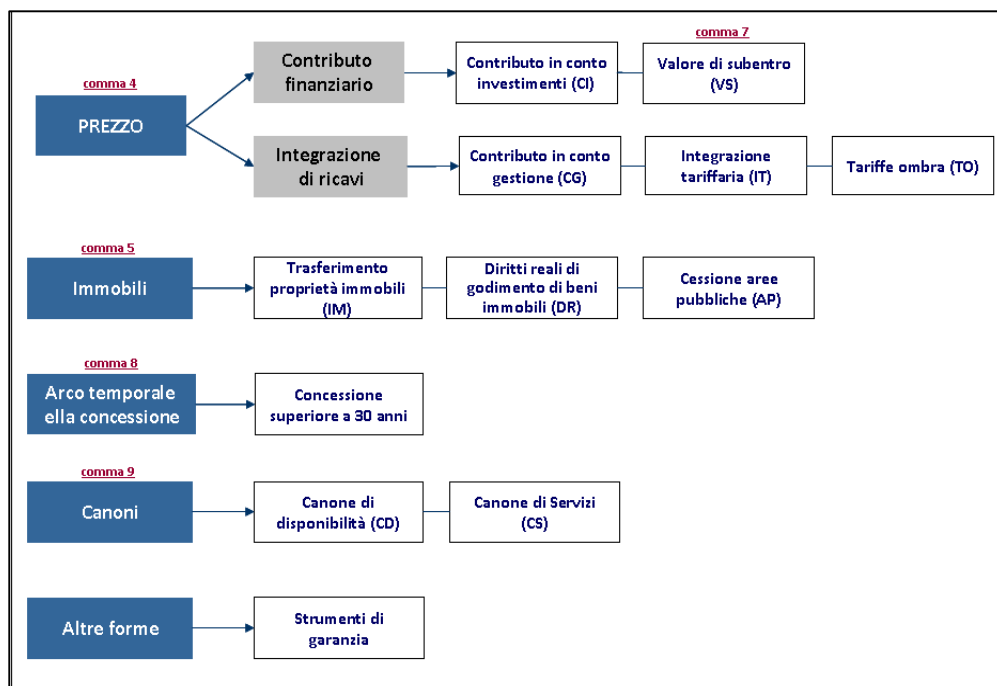 comma 4
PREZZO
Contributo
finanziario
Contributo in conto
investimenti (CI)
comma 7
Valore di subentro
(VS)
Integrazione
di ricavi
Contributo in conto
gestione (CG)
Integrazione
tariffaria (IT)
Tariffe ombra (TO)
comma 5
Immobili
Trasferimento
proprietà immobili
(IM)
Diritti reali di
godimento di beni
immobili (DR)
Cessione aree
pubbliche (AP)
comma 8
Arco temporale
ella concessione
Concessione
superiore a 30 anni
comma 9
Canoni
Canone di
disponibilità (CD)
Canone di Servizi
(CS)
Altre forme
Strumenti di
garanzia